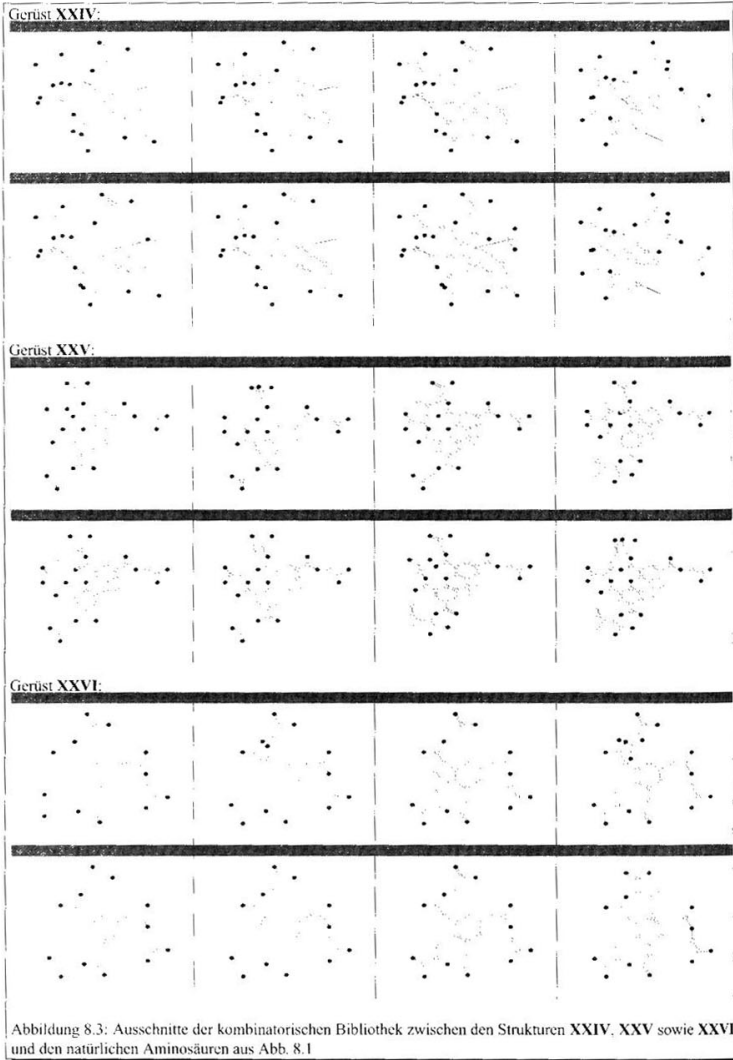 Gerüst XXIV:
Gerüst XXV:
Gerüst XXVI:
Abbildung 8.3: Ausschnitte der kombinatorischen Bibliothek zwischen den Strukturen XXIV, XXV sowie XXVI
und den natürlichen Aminosäuren aus Abb. 8.1